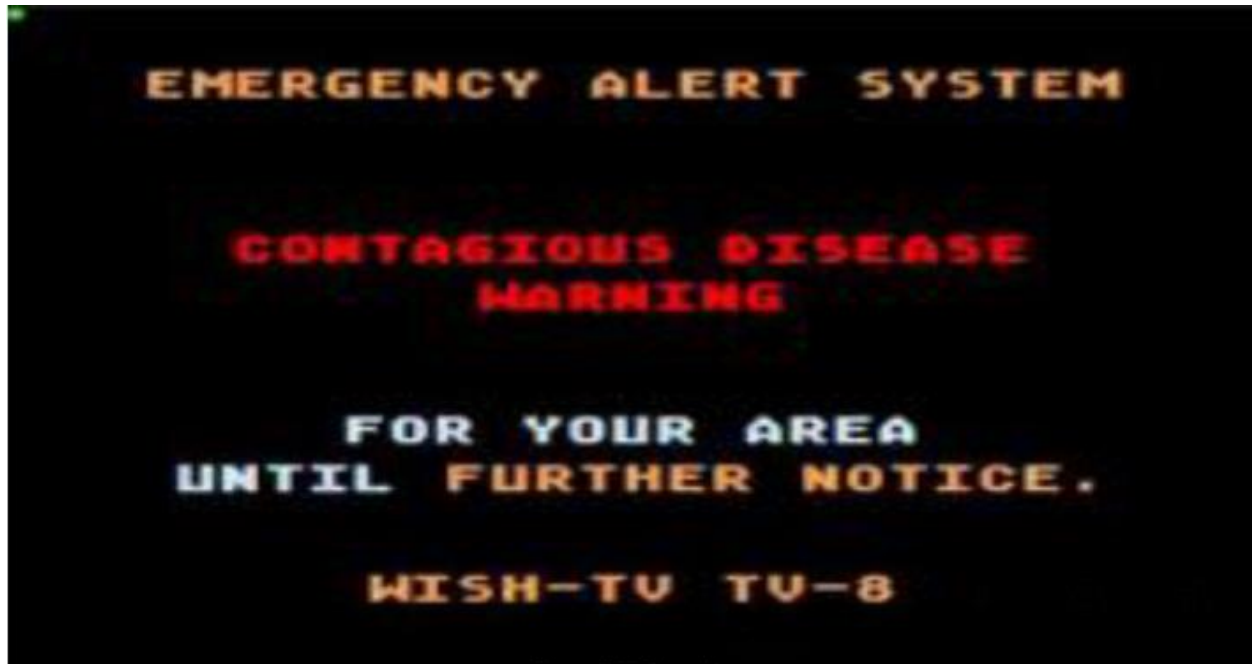 EMERGENCY ALERT SYSTEM
CONTAGIOUS DISEASE
WARNING
FOR YOUR AREA
UNTIL FURTHER NOTICE.
WISH-TV TV-8